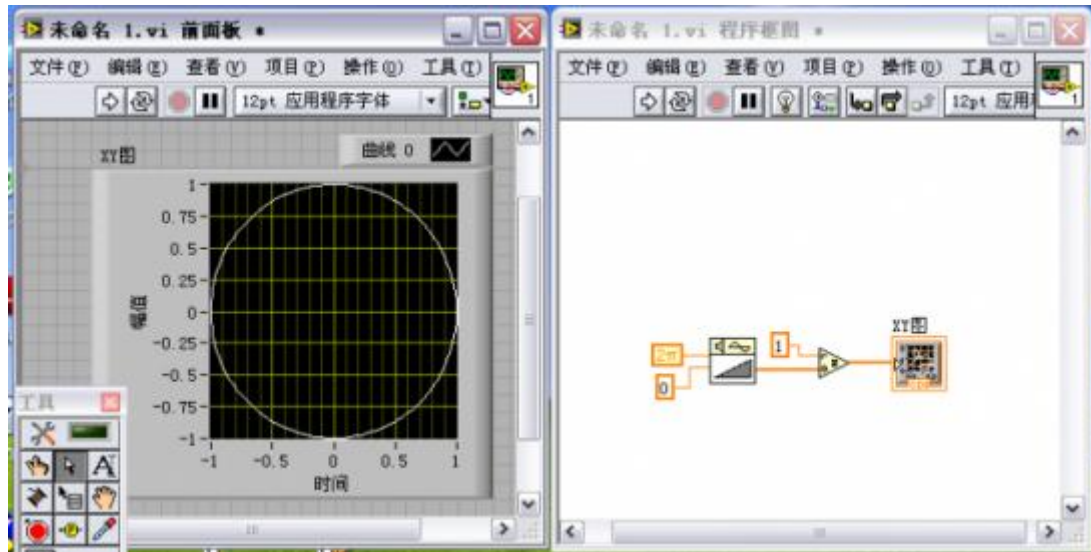 未命名 1.vi 前面板 *
文件(F) 编辑(E) 查看(V) 项目(P) 操作(O) 工具(T)
12pt 应用程序字体
1
XY图
曲线 0
1
0.75
0.5
0.25
0
-0.25
-0.5
-0.75
-1
幅值
-1 -0.5 0 0.5 1
时间
工具
未命名 1.vi 程序框图 *
文件(F) 编辑(E) 查看(V) 项目(P) 操作(O) 工具(T)
12pt 应用
1
XY图
2π
1
0